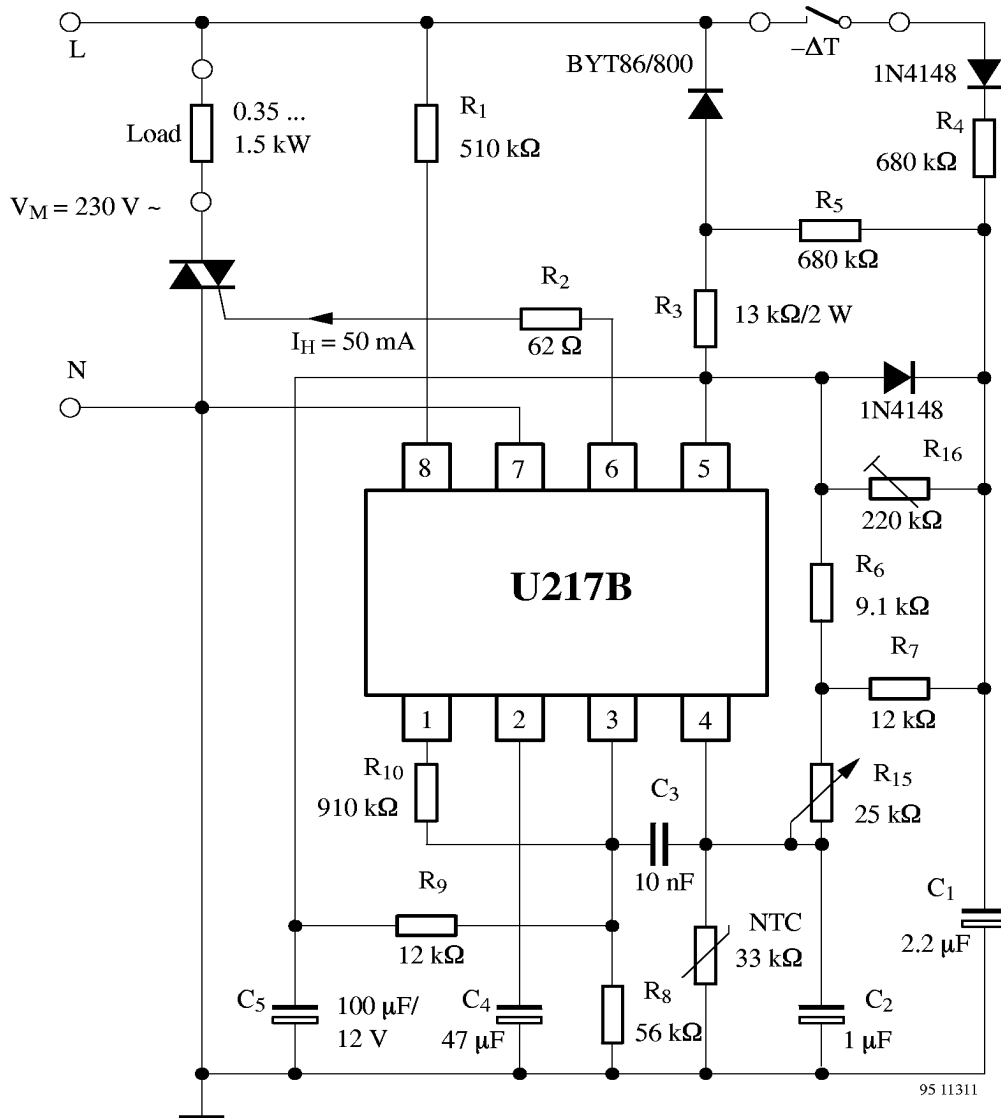 L
−ΔT
BYT86/800
1N4148
R1
510 kΩ
Load
0.35 ...
1.5 kW
R4
680 kΩ
VM = 230 V ~
R5
680 kΩ
R2
62 Ω
IH = 50 mA
R3
13 kΩ/2 W
N
1N4148
8
7
6
5
R16
220 kΩ
U217B
R6
9.1 kΩ
R7
12 kΩ
1
2
3
4
R10
910 kΩ
C3
10 nF
R15
25 kΩ
R9
12 kΩ
NTC
33 kΩ
C1
2.2 μF
C5
100 μF/
12 V
C4
47 μF
R8
56 kΩ
C2
1 μF
95 11311